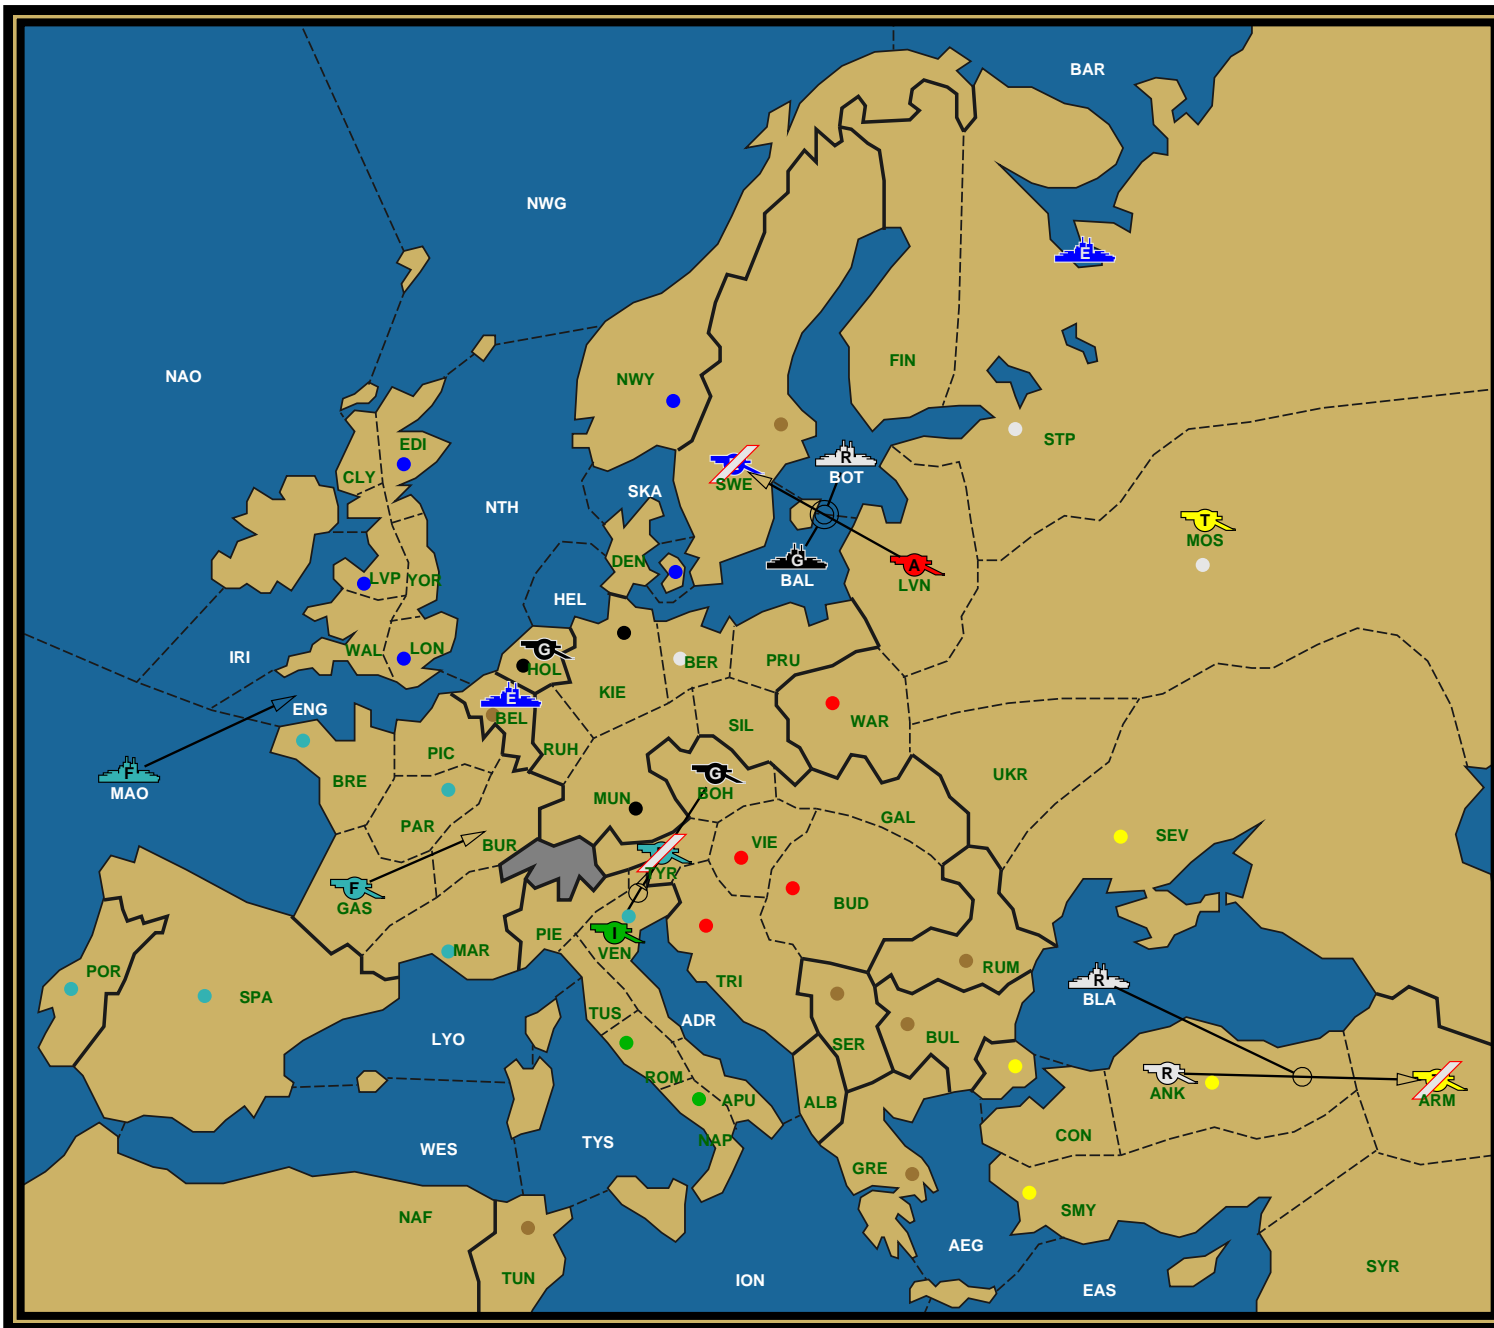 BAR
NWG
E
NAO
FIN
NWY
EDI
STP
CLY
R
SWE
BOT
SKA
NTH
T
MOS
DEN
G
BAL
A
LVN
LVP YOR
HEL
G
HOL
WAL
LON
IRI
BER
PRU
KIE
E
BEL
ENG
WAR
SIL
PIC
RUH
G
BOH
UKR
F
MAO
BRE
MUN
PAR
GAL
SEV
BUR
VIE
TYR
F
GAS
BUD
I
VEN
PIE
MAR
POR
SPA
TRI
RUM
R
BLA
TUS
ADR
LYO
BUL
SER
ROM
R
ANK
APU
ALB
ARM
CON
NAP
TYS
WES
GRE
SMY
NAF
AEG
SYR
TUN
ION
EAS